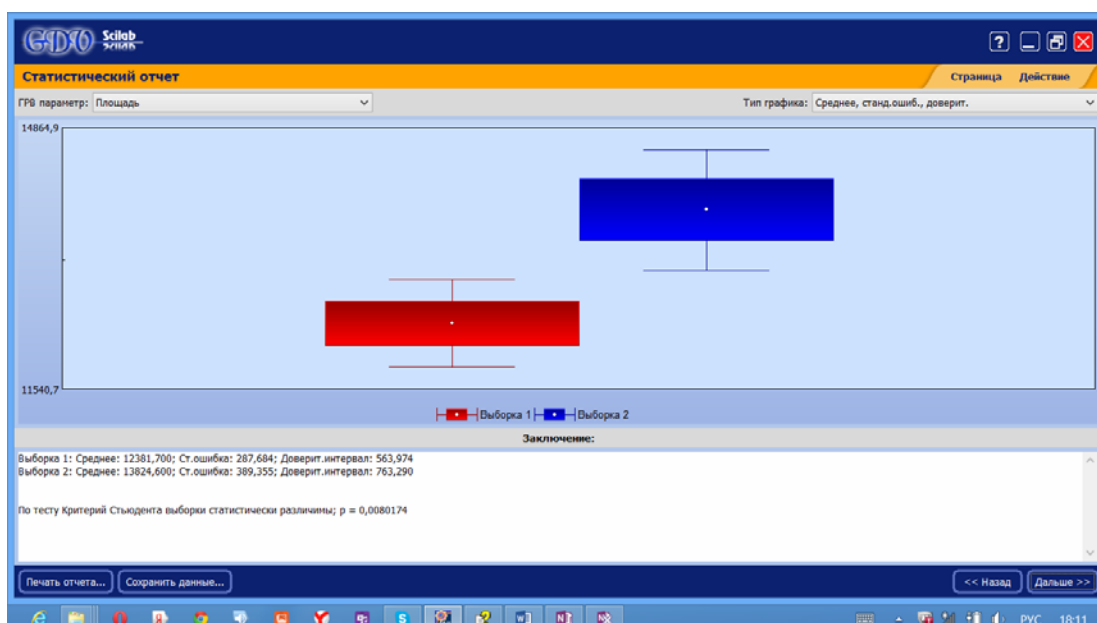 GDV Scilab
Статистический отчет
Страница Действие
ГРВ параметр: Площадь
Тип графика: Среднее, станд.ошиб., доверит.
14864,9
11540,7
Выборка 1 Выборка 2
Заключение:
Выборка 1: Среднее: 12381,700; Ст.ошибка: 287,684; Доверит.интервал: 563,974
Выборка 2: Среднее: 13824,600; Ст.ошибка: 389,355; Доверит.интервал: 763,290
По тесту Критерий Стьюдента выборки статистически различимы; p = 0,0080174
Печать отчета... Сохранить данные... << Назад Дальше >>
РУС 18:11